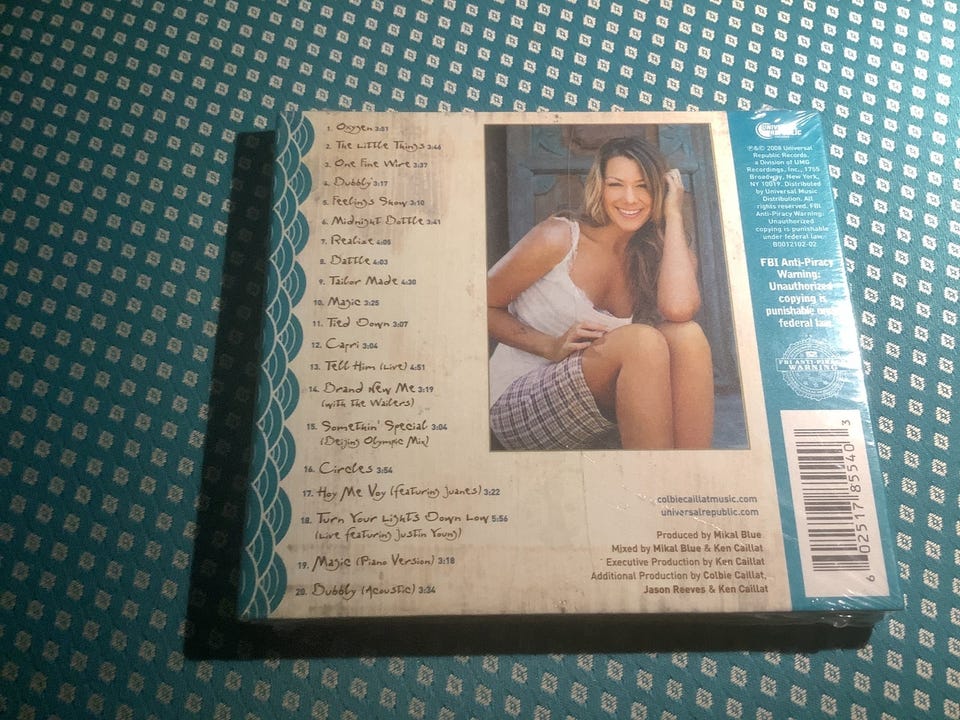 1. Oxygen 3:51
2. The Little Things 3:44
3. One Fine Wire 3:37
4. Bubbly 3:17
5. Feelings Show 3:10
6. Midnight Bottle 3:41
7. Realize 4:05
8. Battle 4:03
9. Tailor Made 4:30
10. Magic 3:25
11. Tied Down 3:07
12. Capri 3:04
13. Tell Him (Live) 4:51
14. Brand New Me 3:19
(with The Wailers)
15. Somethin' Special 3:04
(Beijing Olympic Mix)
16. Circles 3:54
17. Hoy Me Voy (featuring Juanes) 3:22
18. Turn Your Lights Down Low 5:56
(Live featuring Justin Young)
19. Magic (Piano Version) 3:18
20. Bubbly (Acoustic) 3:34
colbiecaillatmusic.com
universalrepublic.com
Produced by Mikal Blue
Mixed by Mikal Blue & Ken Caillat
Executive Production by Ken Caillat
Additional Production by Colbie Caillat,
Jason Reeves & Ken Caillat
UNIVERSAL
REPUBLIC
℗&© 2008 Universal
Republic Records,
a Division of UMG
Recordings, Inc., 1755
Broadway, New York,
NY 10019. Distributed
by Universal Music
Distribution. All
rights reserved. FBI
Anti-Piracy Warning:
Unauthorized
copying is punishable
under federal law.
B0012102-02
FBI Anti-Piracy
Warning:
Unauthorized
copying is
punishable under
federal law.
FBI ANTI-PIRACY
WARNING
6 02517 85540 3